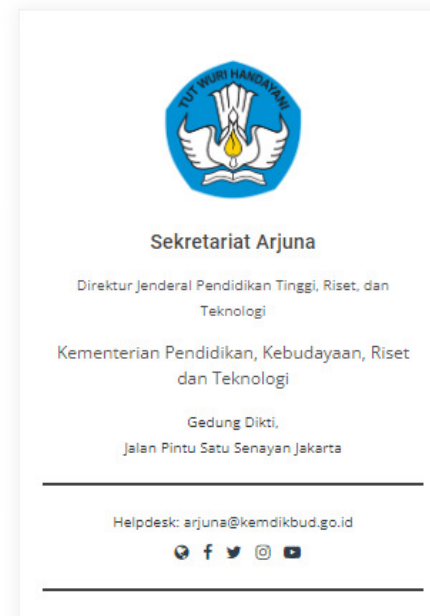 TUT WURI HANDAYANI
Sekretariat Arjuna
Direktur Jenderal Pendidikan Tinggi, Riset, dan
Teknologi
Kementerian Pendidikan, Kebudayaan, Riset
dan Teknologi
Gedung Dikti,
Jalan Pintu Satu Senayan Jakarta
Helpdesk: arjuna@kemdikbud.go.id